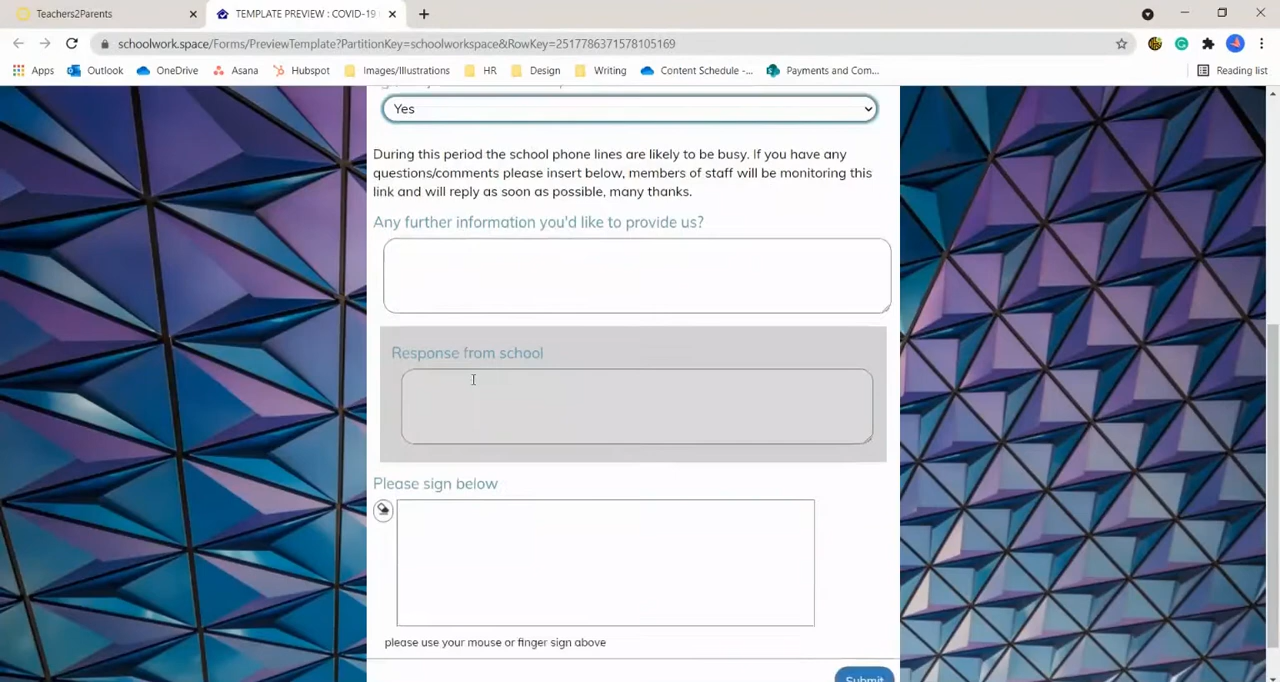 Teachers2Parents
TEMPLATE PREVIEW : COVID-19
schoolwork.space/Forms/PreviewTemplate?PartitionKey=schoolworkspace&RowKey=2517786371578105169
Apps Outlook OneDrive Asana Hubspot Images/Illustrations HR Design Writing Content Schedule -... Payments and Com... Reading list
Yes
During this period the school phone lines are likely to be busy. If you have any
questions/comments please insert below, members of staff will be monitoring this
link and will reply as soon as possible, many thanks.
Any further information you'd like to provide us?
Response from school
Please sign below
please use your mouse or finger sign above
Submit